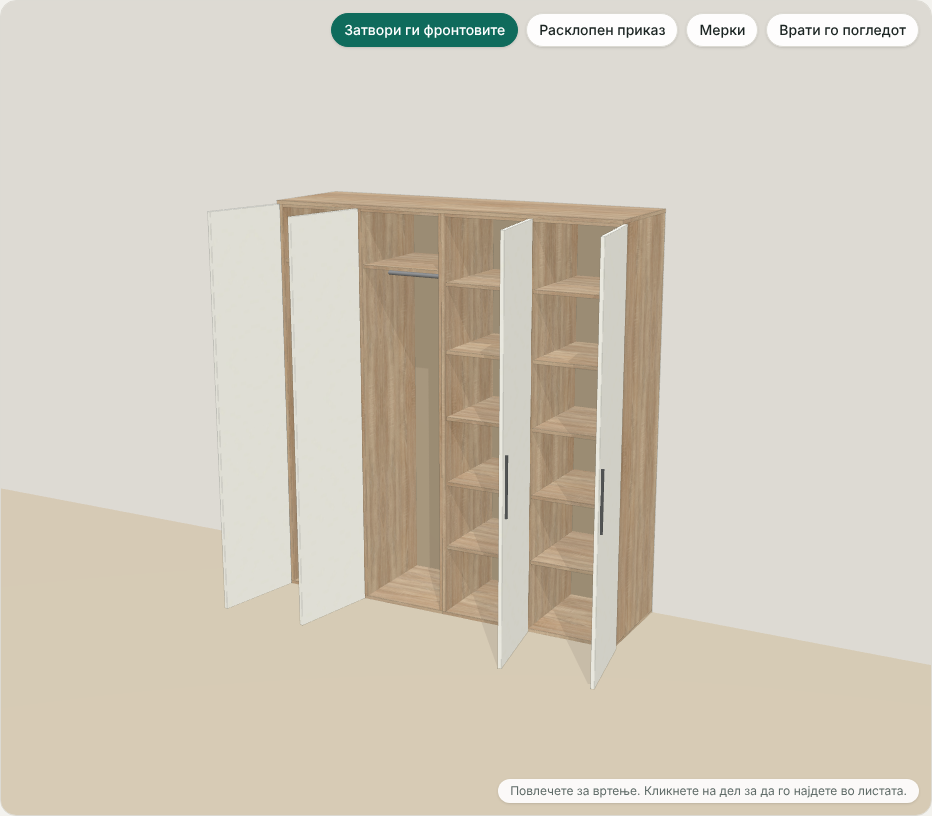 Затвори ги фронтовите
Расклопен приказ
Мерки
Врати го погледот
Повлечете за вртење. Кликнете на дел за да го најдете во листата.